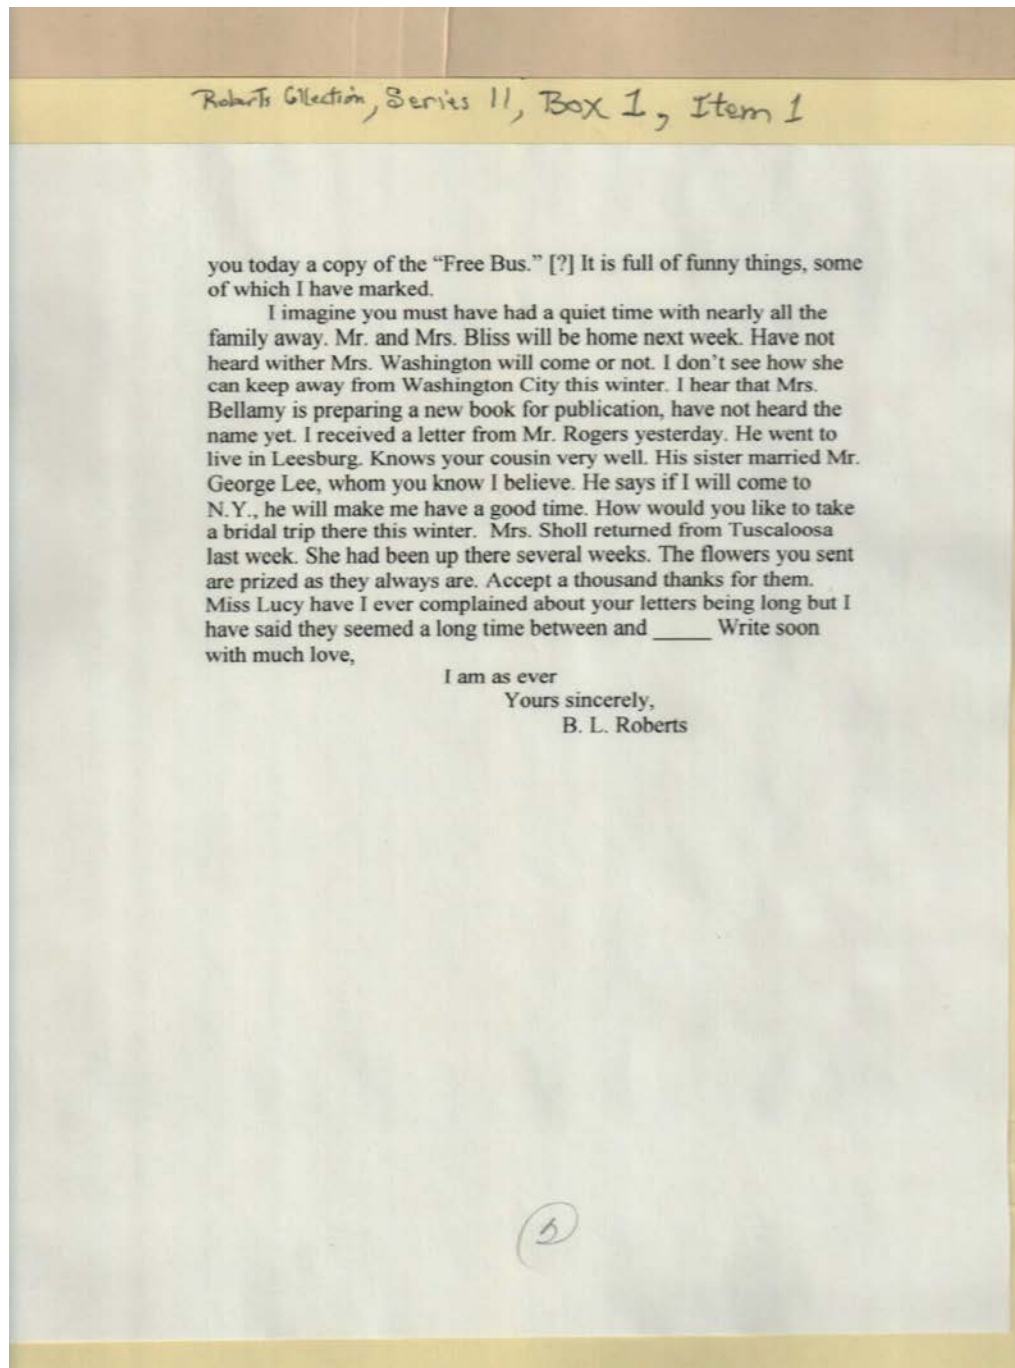 Roberts Collection, Series 11, Box 1, Item 1
you today a copy of the “Free Bus.” [?] It is full of funny things, some
of which I have marked.
I imagine you must have had a quiet time with nearly all the
family away. Mr. and Mrs. Bliss will be home next week. Have not
heard wither Mrs. Washington will come or not. I don’t see how she
can keep away from Washington City this winter. I hear that Mrs.
Bellamy is preparing a new book for publication, have not heard the
name yet. I received a letter from Mr. Rogers yesterday. He went to
live in Leesburg. Knows your cousin very well. His sister married Mr.
George Lee, whom you know I believe. He says if I will come to
N.Y., he will make me have a good time. How would you like to take
a bridal trip there this winter.  Mrs. Sholl returned from Tuscaloosa
last week. She had been up there several weeks. The flowers you sent
are prized as they always are. Accept a thousand thanks for them.
Miss Lucy have I ever complained about your letters being long but I
have said they seemed a long time between and _____ Write soon
with much love,
I am as ever
Yours sincerely,
B. L. Roberts